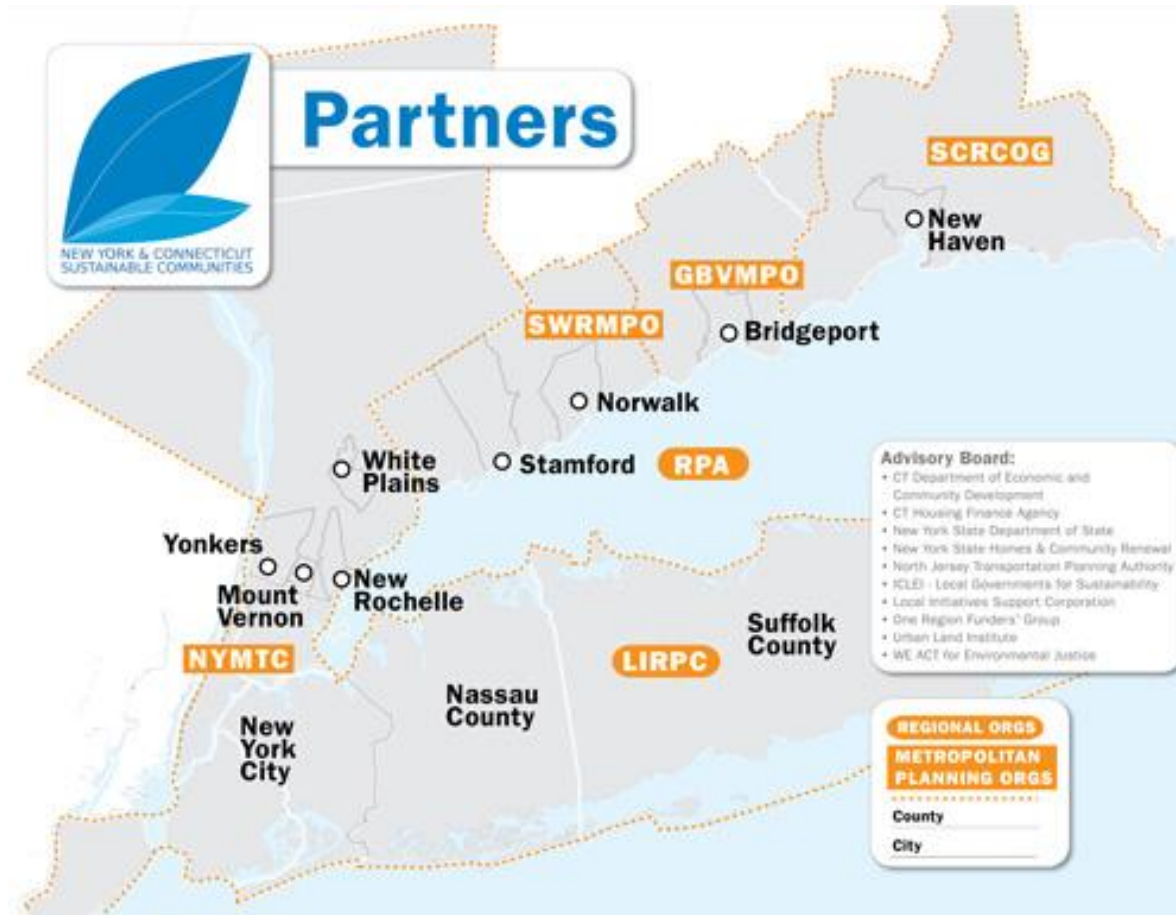 Partners
NEW YORK & CONNECTICUT
SUSTAINABLE COMMUNITIES
SCRCOG
New
Haven
GBVMPO
SWRMPO
Bridgeport
Norwalk
White
Plains
Stamford
RPA
Yonkers
Mount
Vernon
New
Rochelle
NYMTC
LIRPC
Suffolk
County
Nassau
County
New
York
City
Advisory Board:
• CT Department of Economic and
Community Development
• CT Housing Finance Agency
• New York State Department of State
• New York State Homes & Community Renewal
• North Jersey Transportation Planning Authority
• ICLEI - Local Governments for Sustainability
• Local Initiatives Support Corporation
• One Region Funders' Group
• Urban Land Institute
• WE ACT for Environmental Justice
REGIONAL ORGS
METROPOLITAN
PLANNING ORGS
County
City